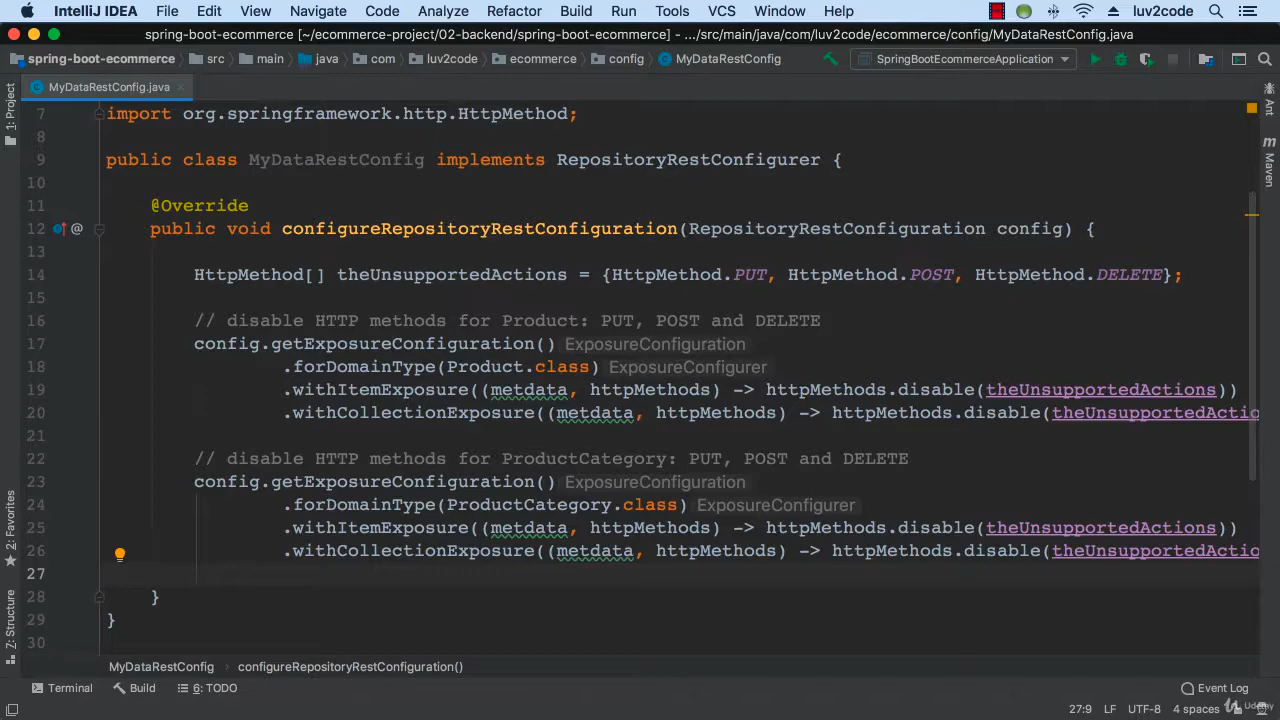 IntelliJ IDEA File Edit View Navigate Code Analyze Refactor Build Run Tools VCS Window Help luv2code
spring-boot-ecommerce [~/ecommerce-project/02-backend/spring-boot-ecommerce] - .../src/main/java/com/luv2code/ecommerce/config/MyDataRestConfig.java
spring-boot-ecommerce src main java com luv2code ecommerce config MyDataRestConfig SpringBootEcommerceApplication
MyDataRestConfig.java
1: Project
Ant
Maven
2: Favorites
Z: Structure
7 import org.springframework.http.HttpMethod;
8
9 public class MyDataRestConfig implements RepositoryRestConfigurer {
10
11 @Override
12 @ public void configureRepositoryRestConfiguration(RepositoryRestConfiguration config) {
13
14 HttpMethod[] theUnsupportedActions = {HttpMethod.PUT, HttpMethod.POST, HttpMethod.DELETE};
15
16 // disable HTTP methods for Product: PUT, POST and DELETE
17 config.getExposureConfiguration() ExposureConfiguration
18 .forDomainType(Product.class) ExposureConfigurer
19 .withItemExposure((metdata, httpMethods) -> httpMethods.disable(theUnsupportedActions))
20 .withCollectionExposure((metdata, httpMethods) -> httpMethods.disable(theUnsupportedActio
21
22 // disable HTTP methods for ProductCategory: PUT, POST and DELETE
23 config.getExposureConfiguration() ExposureConfiguration
24 .forDomainType(ProductCategory.class) ExposureConfigurer
25 .withItemExposure((metdata, httpMethods) -> httpMethods.disable(theUnsupportedActions))
26 .withCollectionExposure((metdata, httpMethods) -> httpMethods.disable(theUnsupportedActio
27
28 }
29 }
30
MyDataRestConfig › configureRepositoryRestConfiguration()
Terminal Build 6: TODO Event Log
27:9 LF UTF-8 4 spaces Udemy